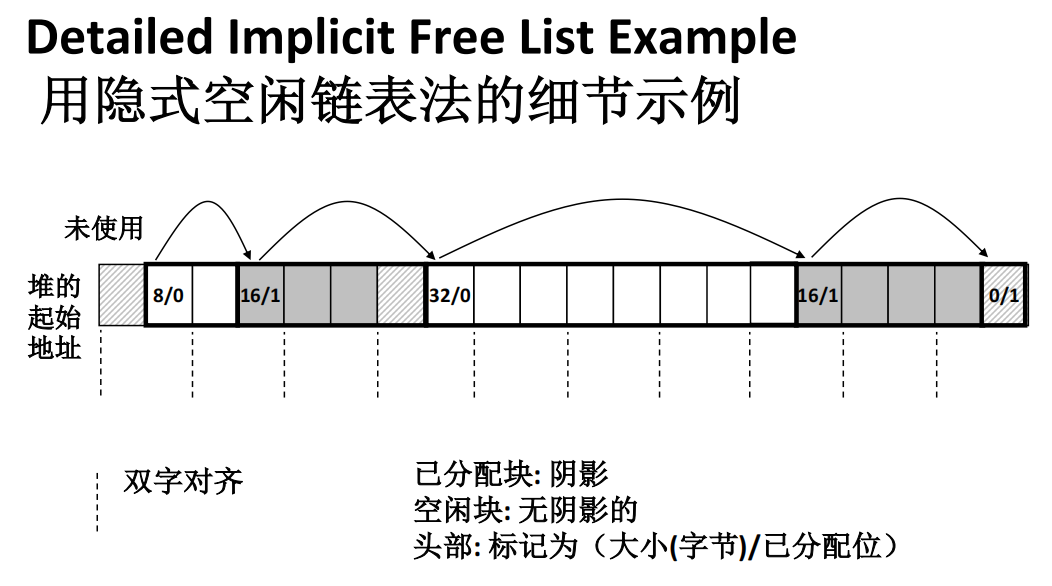 Detailed Implicit Free List Example
用隐式空闲链表法的细节示例
未使用
堆的
起始
地址
8/0
16/1
32/0
16/1
0/1
双字对齐
已分配块: 阴影
空闲块: 无阴影的
头部: 标记为（大小(字节)/已分配位）